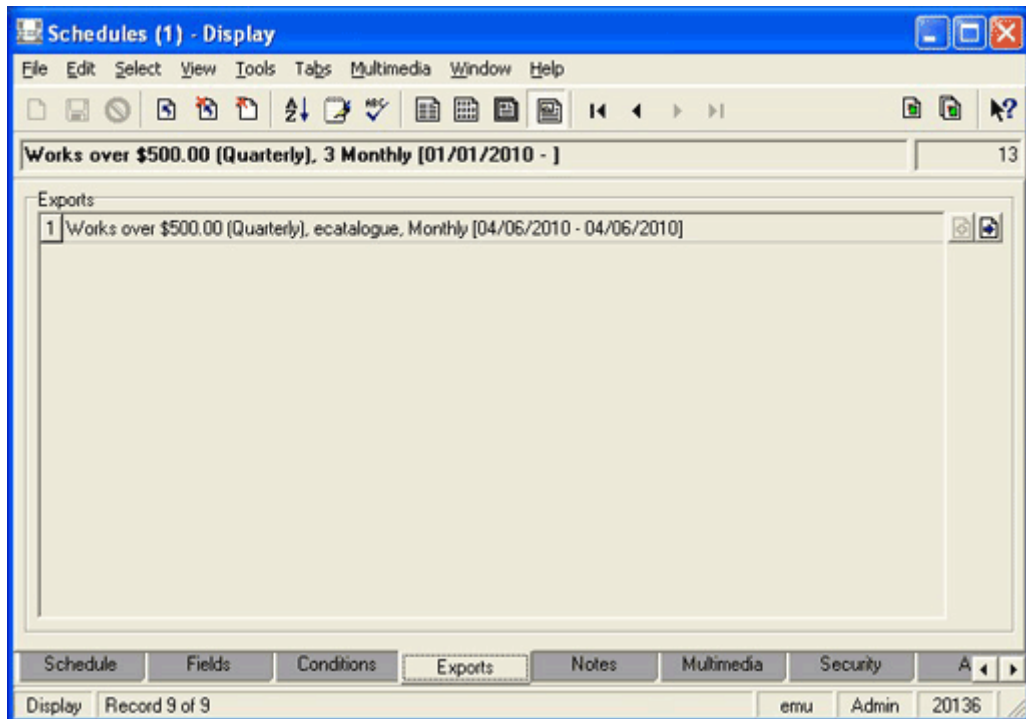 Schedules (1) - Display
File Edit Select View Tools Tabs Multimedia Window Help
Works over $500.00 (Quarterly), 3 Monthly [01/01/2010 - ] 13
Exports
1 Works over $500.00 (Quarterly), ecatalogue, Monthly [04/06/2010 - 04/06/2010]
Schedule Fields Conditions Exports Notes Multimedia Security A
Display Record 9 of 9 emu Admin 20136